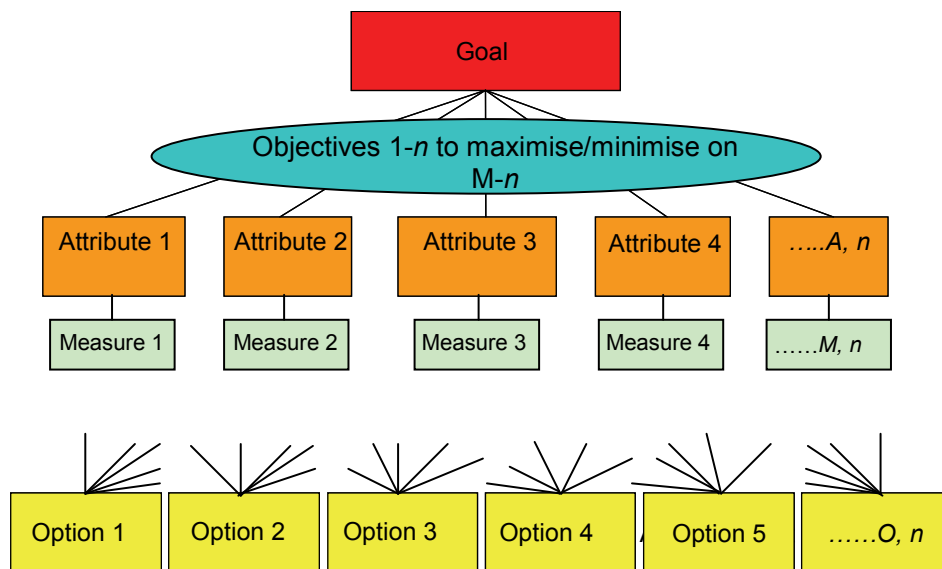 Goal
Objectives 1-n to maximise/minimise on
M-n
Attribute 1
Attribute 2
Attribute 3
Attribute 4
…..A, n
Measure 1
Measure 2
Measure 3
Measure 4
……M, n
Option 1
Option 2
Option 3
Option 4
Option 5
……O, n